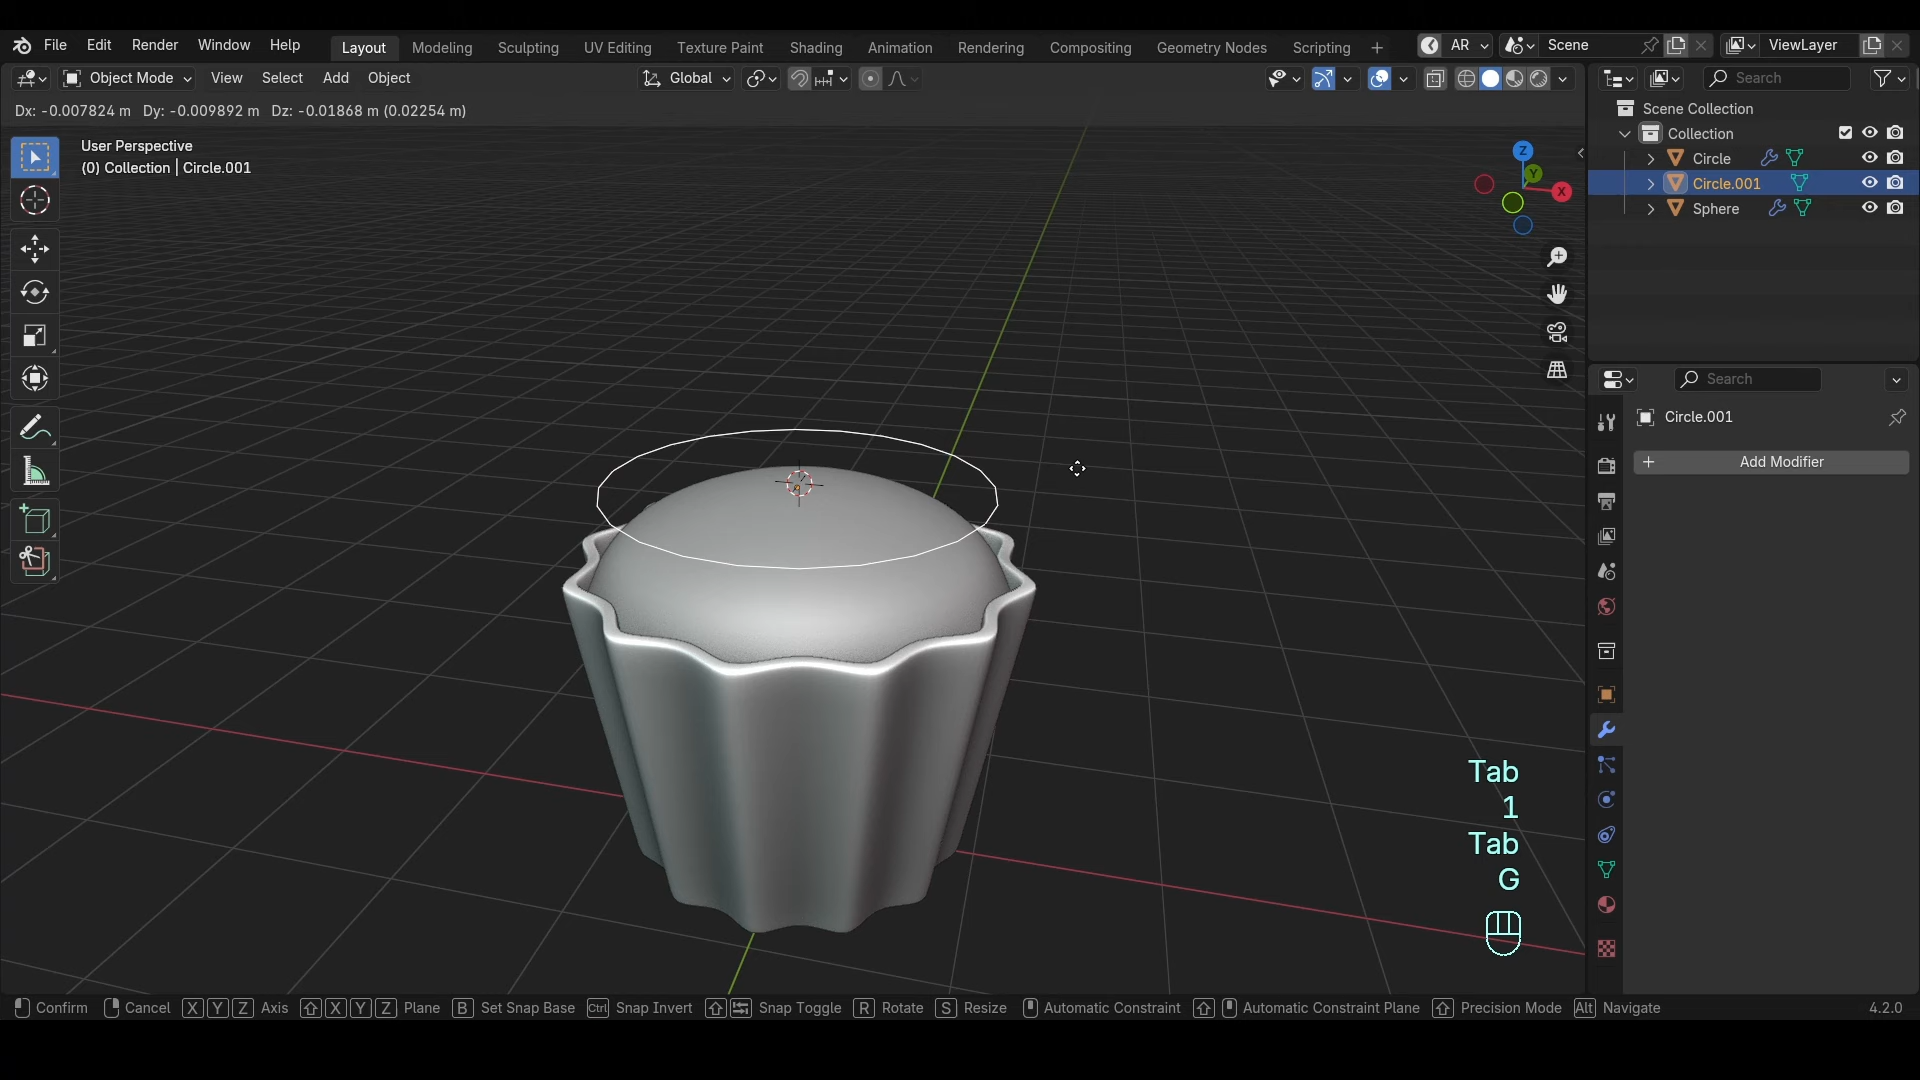 File Edit Render Window Help Layout Modeling Sculpting UV Editing Texture Paint Shading Animation Rendering Compositing Geometry Nodes Scripting + AR Scene ViewLayer
Object Mode View Select Add Object Global Search
Dx: -0.007824 m Dy: -0.009892 m Dz: -0.01868 m (0.02254 m)
Scene Collection
Collection
Circle
Circle.001
Sphere
User Perspective
(0) Collection | Circle.001
Z
Y
X
Search
Circle.001
+ Add Modifier
Tab
1
Tab
G
Confirm Cancel X Y Z Axis X Y Z Plane B Set Snap Base Ctrl Snap Invert Snap Toggle R Rotate S Resize Automatic Constraint Automatic Constraint Plane Precision Mode Alt Navigate 4.2.0